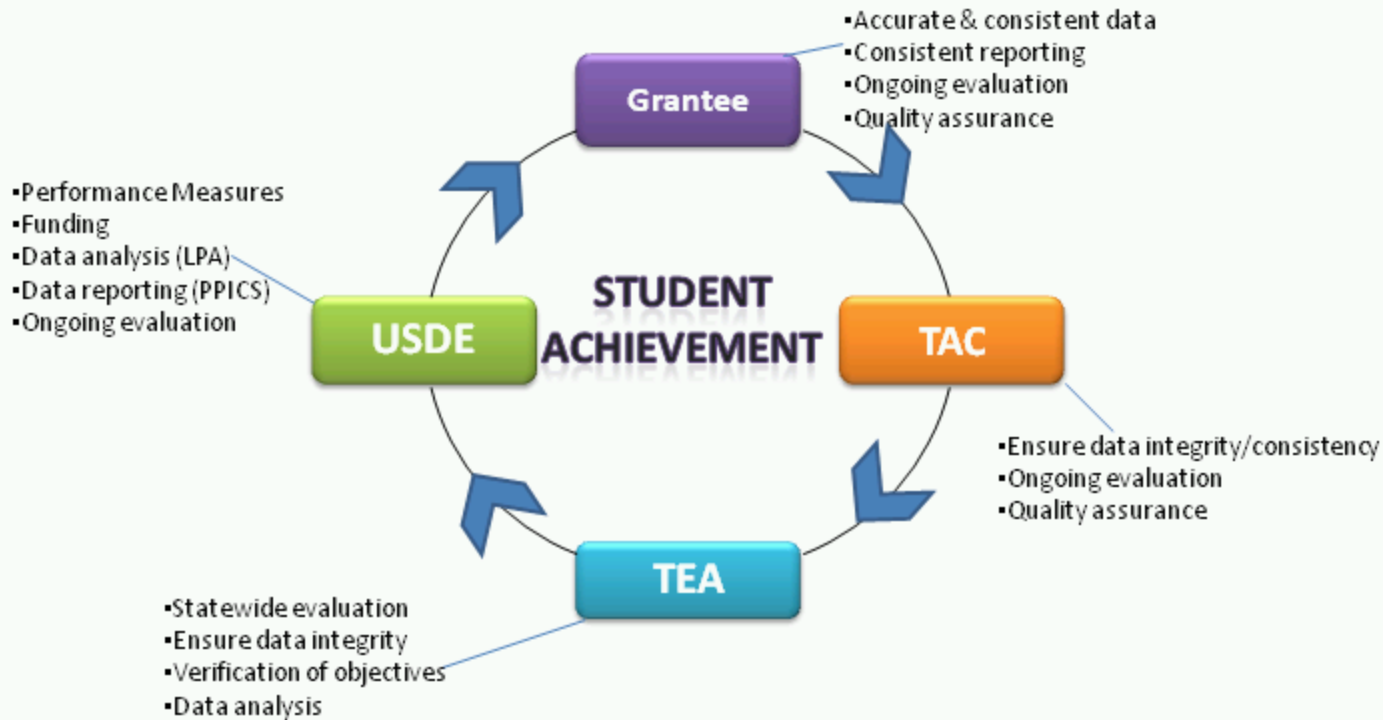 ▪Accurate & consistent data
▪Consistent reporting
▪Ongoing evaluation
▪Quality assurance
Grantee
▪Performance Measures
▪Funding
▪Data analysis (LPA)
▪Data reporting (PPICS)
▪Ongoing evaluation
USDE
STUDENT
ACHIEVEMENT
TAC
▪Ensure data integrity/consistency
▪Ongoing evaluation
▪Quality assurance
TEA
▪Statewide evaluation
▪Ensure data integrity
▪Verification of objectives
▪Data analysis